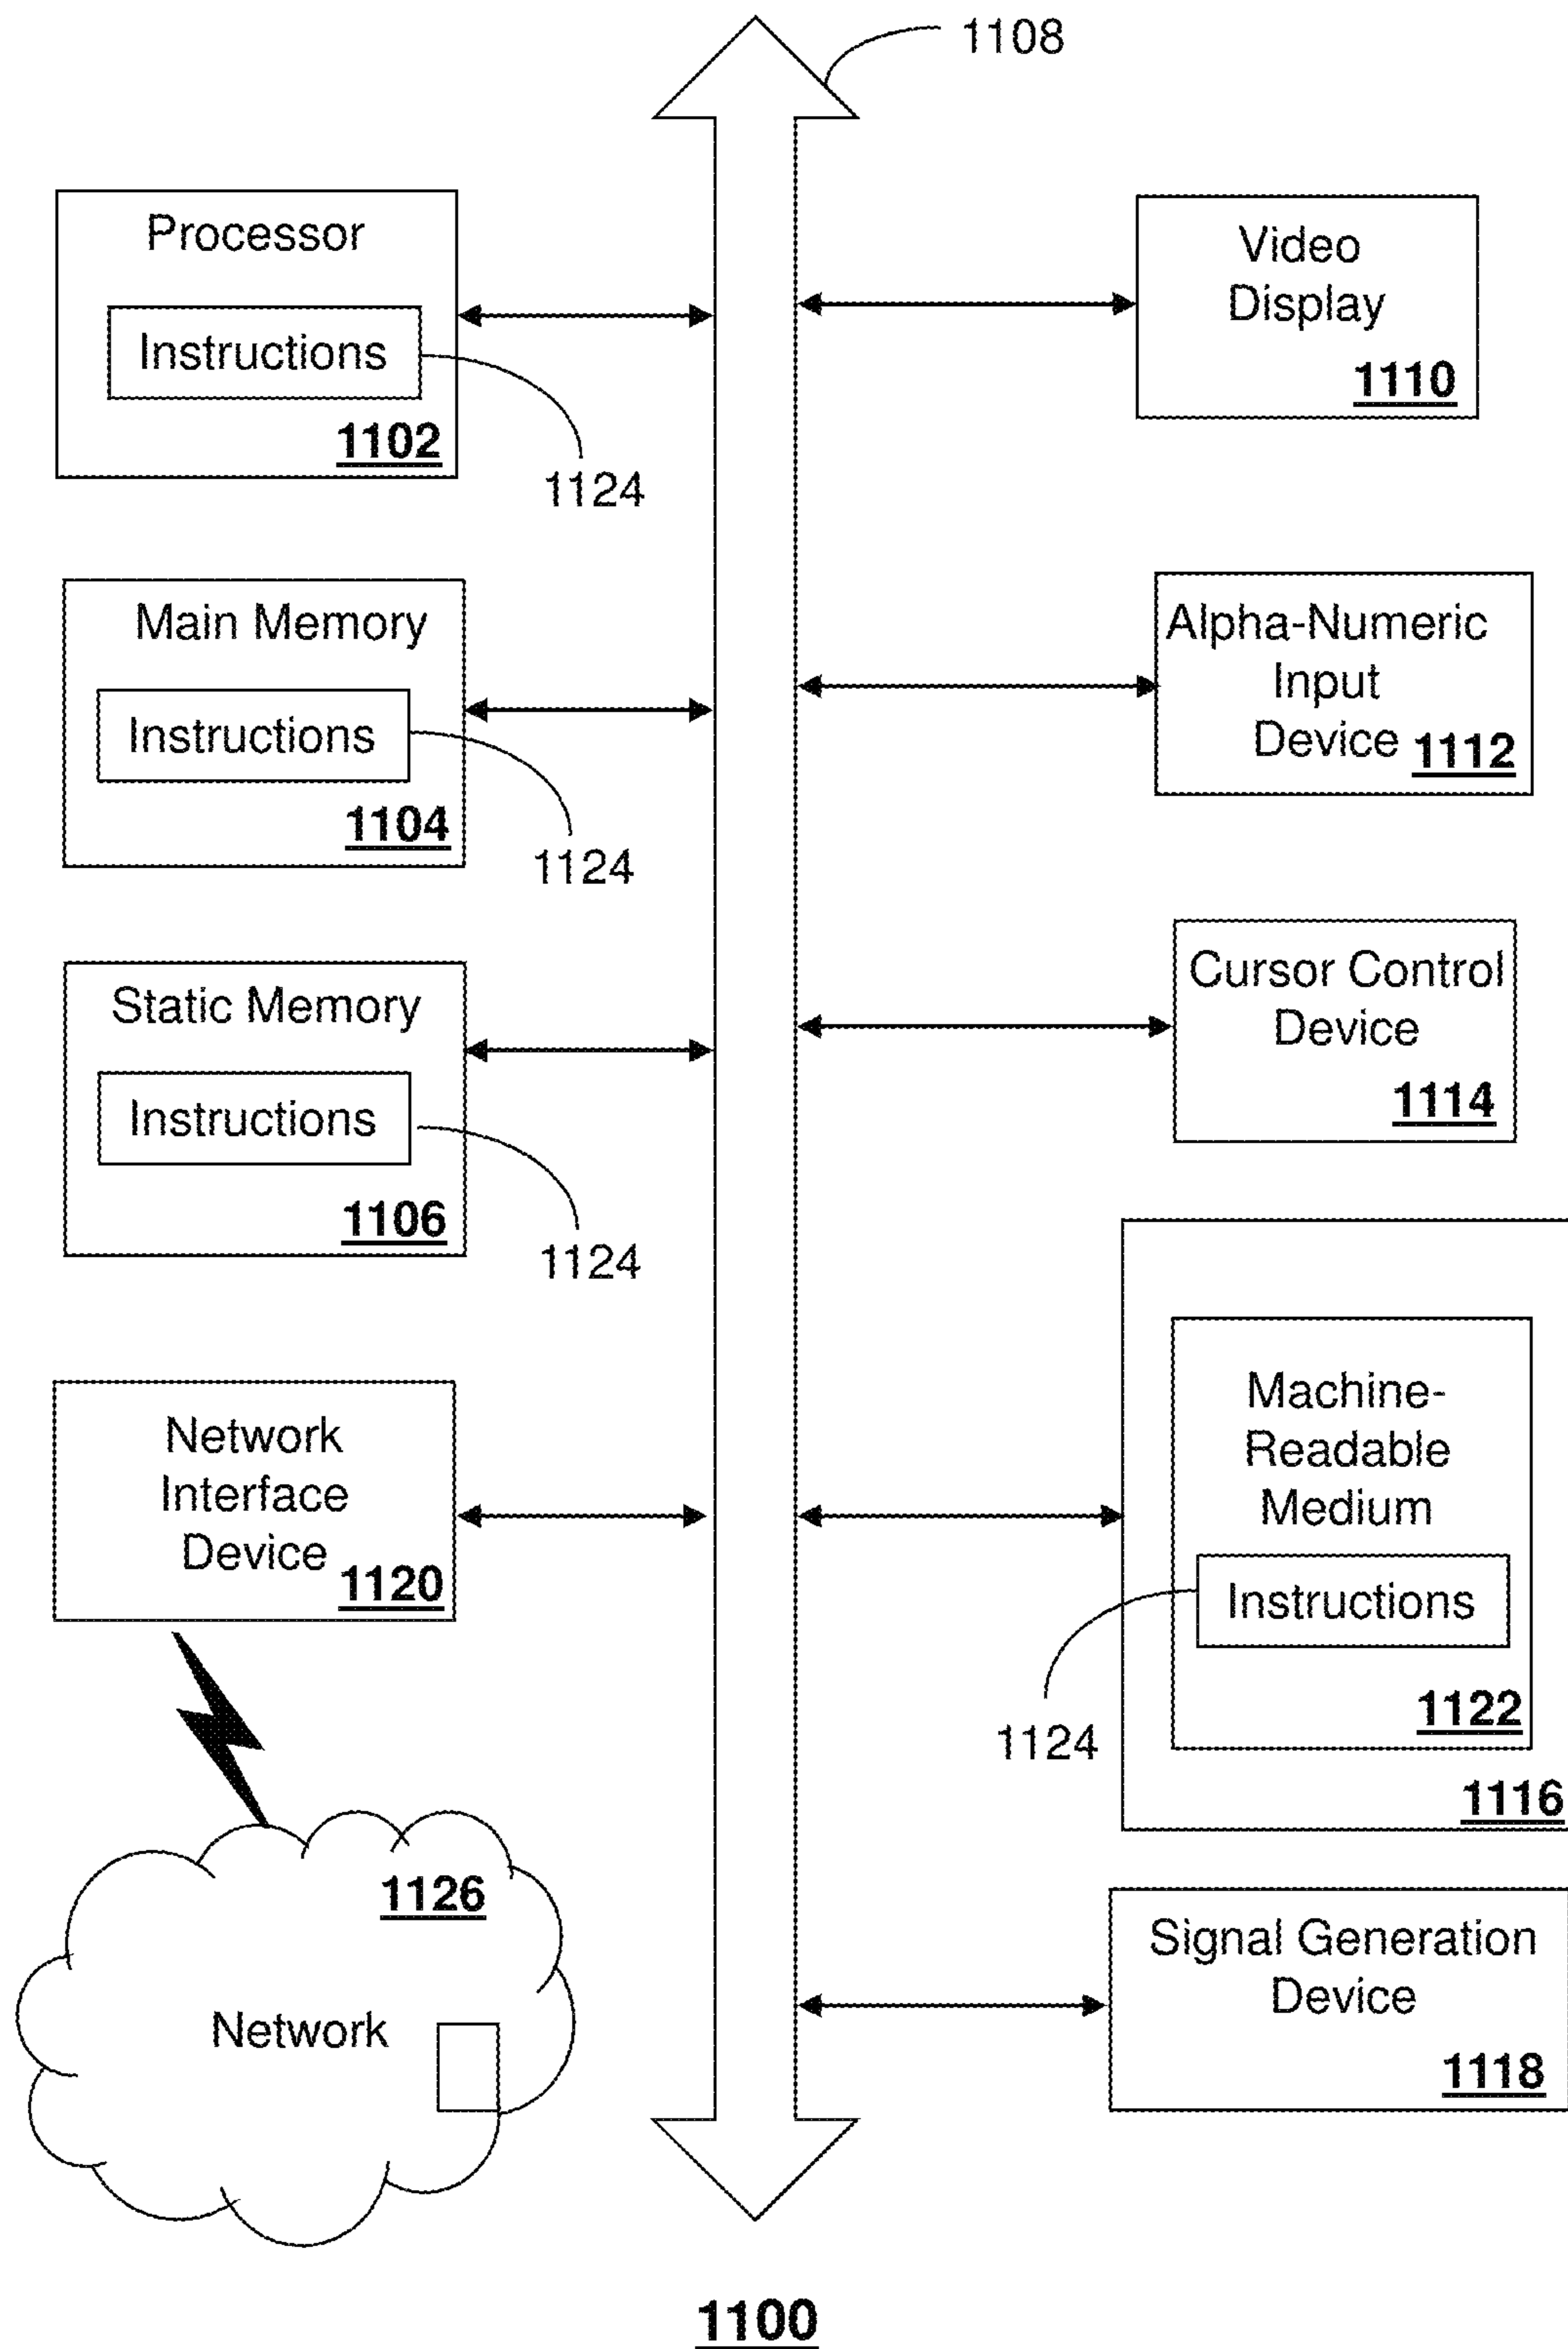 1108
Processor
Instructions
1102
1124
Video
Display
1110
Main Memory
Instructions
1104
1124
Alpha-Numeric
Input
Device 1112
Static Memory
Instructions
1106
1124
Cursor Control
Device
1114
Network
Interface
Device 1120
Machine-
Readable
Medium
Instructions
1122
1124
1116
1126
Network
Signal Generation
Device
1118
1100